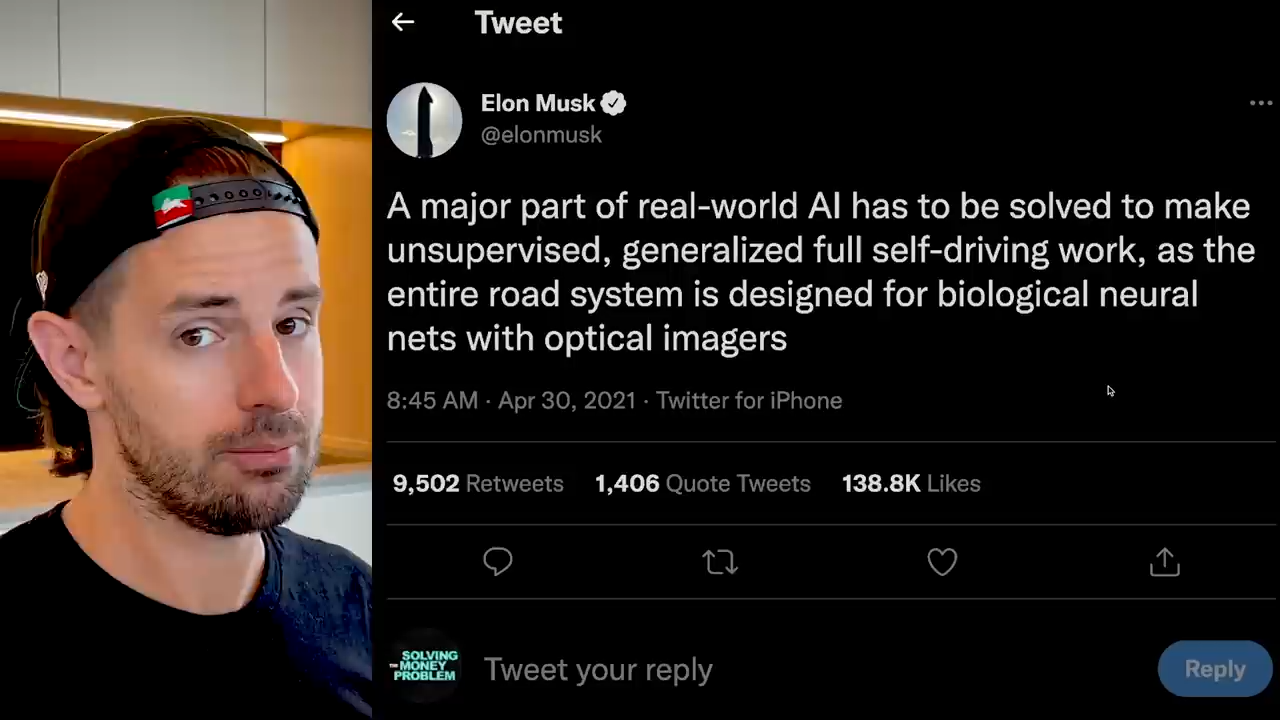 Tweet
Elon Musk
@elonmusk
A major part of real-world AI has to be solved to make
unsupervised, generalized full self-driving work, as the
entire road system is designed for biological neural
nets with optical imagers
8:45 AM · Apr 30, 2021 · Twitter for iPhone
9,502 Retweets 1,406 Quote Tweets 138.8K Likes
SOLVING
THE MONEY
PROBLEM
Tweet your reply
Reply